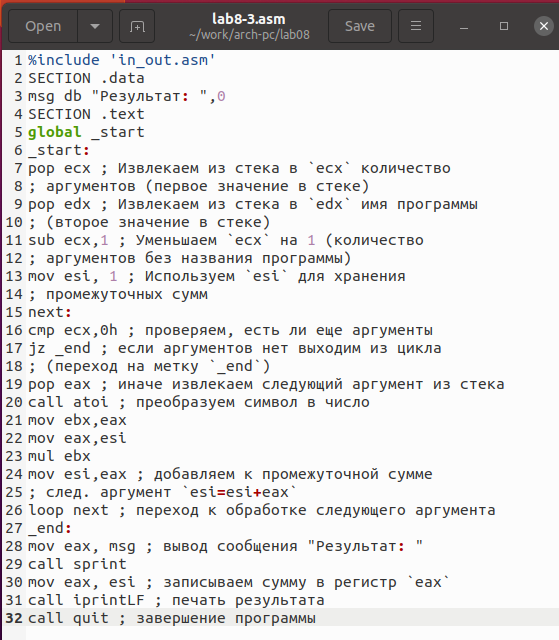 Open
lab8-3.asm
~/work/arch-pc/lab08
Save
1 %include 'in_out.asm'
2 SECTION .data
3 msg db "Результат: ",0
4 SECTION .text
5 global _start
6 _start:
7 pop ecx ; Извлекаем из стека в `ecx` количество
8 ; аргументов (первое значение в стеке)
9 pop edx ; Извлекаем из стека в `edx` имя программы
10 ; (второе значение в стеке)
11 sub ecx,1 ; Уменьшаем `ecx` на 1 (количество
12 ; аргументов без названия программы)
13 mov esi, 1 ; Используем `esi` для хранения
14 ; промежуточных сумм
15 next:
16 cmp ecx,0h ; проверяем, есть ли еще аргументы
17 jz _end ; если аргументов нет выходим из цикла
18 ; (переход на метку `_end`)
19 pop eax ; иначе извлекаем следующий аргумент из стека
20 call atoi ; преобразуем символ в число
21 mov ebx,eax
22 mov eax,esi
23 mul ebx
24 mov esi,eax ; добавляем к промежуточной сумме
25 ; след. аргумент `esi=esi+eax`
26 loop next ; переход к обработке следующего аргумента
27 _end:
28 mov eax, msg ; вывод сообщения "Результат: "
29 call sprint
30 mov eax, esi ; записываем сумму в регистр `eax`
31 call iprintLF ; печать результата
32 call quit ; завершение программы